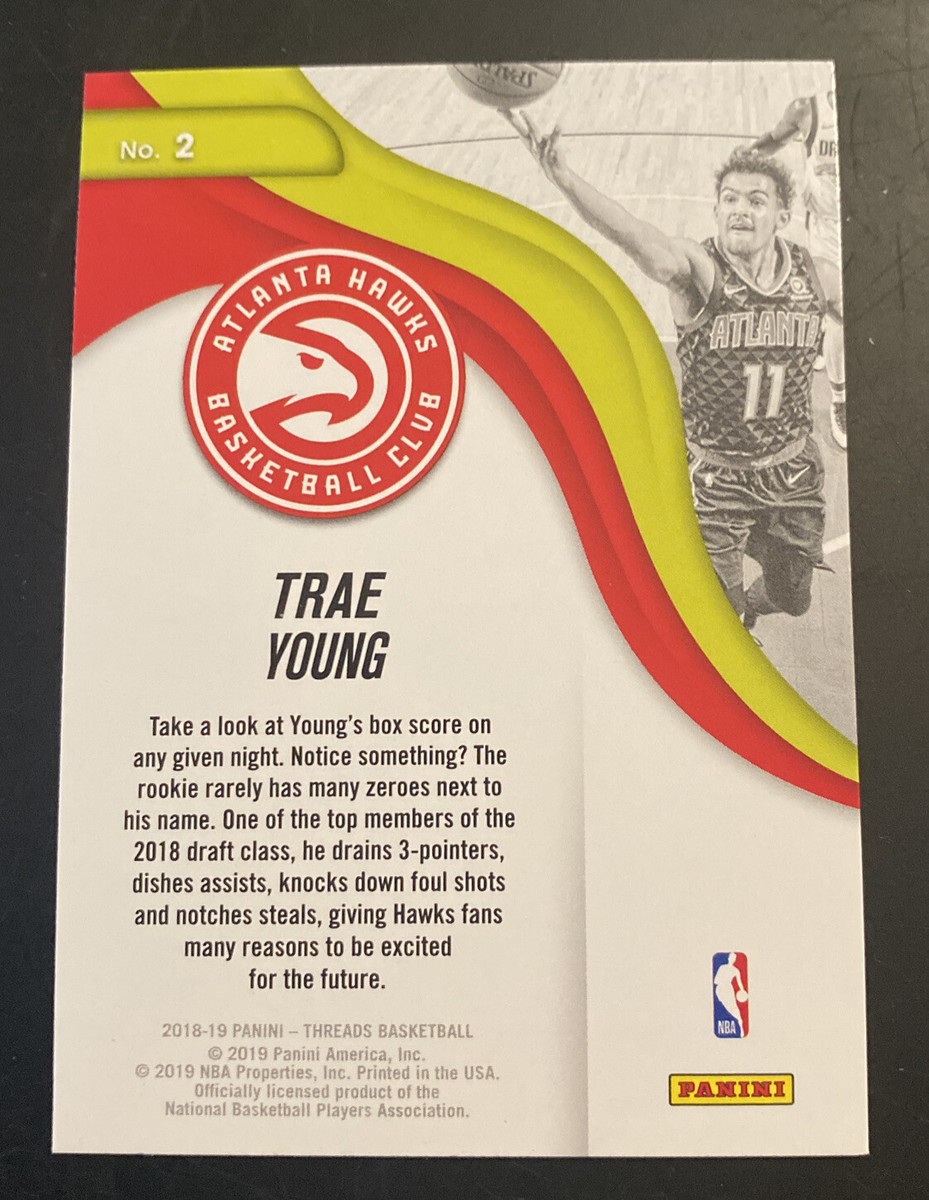 No. 2
SPALDING
ATLANTA HAWKS
BASKETBALL CLUB
ATLANTA
11
TRAE
YOUNG
Take a look at Young's box score on
any given night. Notice something? The
rookie rarely has many zeroes next to
his name. One of the top members of the
2018 draft class, he drains 3-pointers,
dishes assists, knocks down foul shots
and notches steals, giving Hawks fans
many reasons to be excited
for the future.
2018-19 PANINI – THREADS BASKETBALL
© 2019 Panini America, Inc.
© 2019 NBA Properties, Inc. Printed in the USA.
Officially licensed product of the
National Basketball Players Association.
NBA
PANINI